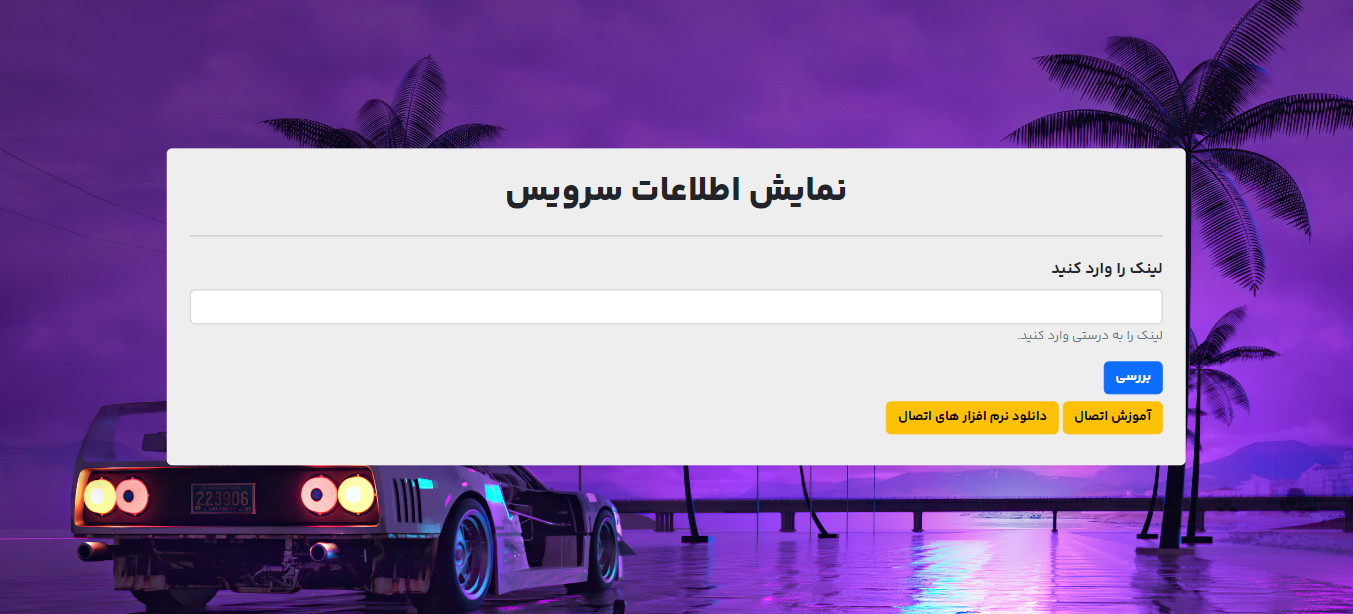 نمایش اطلاعات سرویس
لینک را وارد کنید
لینک را به درستی وارد کنید.
بررسی
آموزش اتصال
دانلود نرم افزار های اتصال
223906